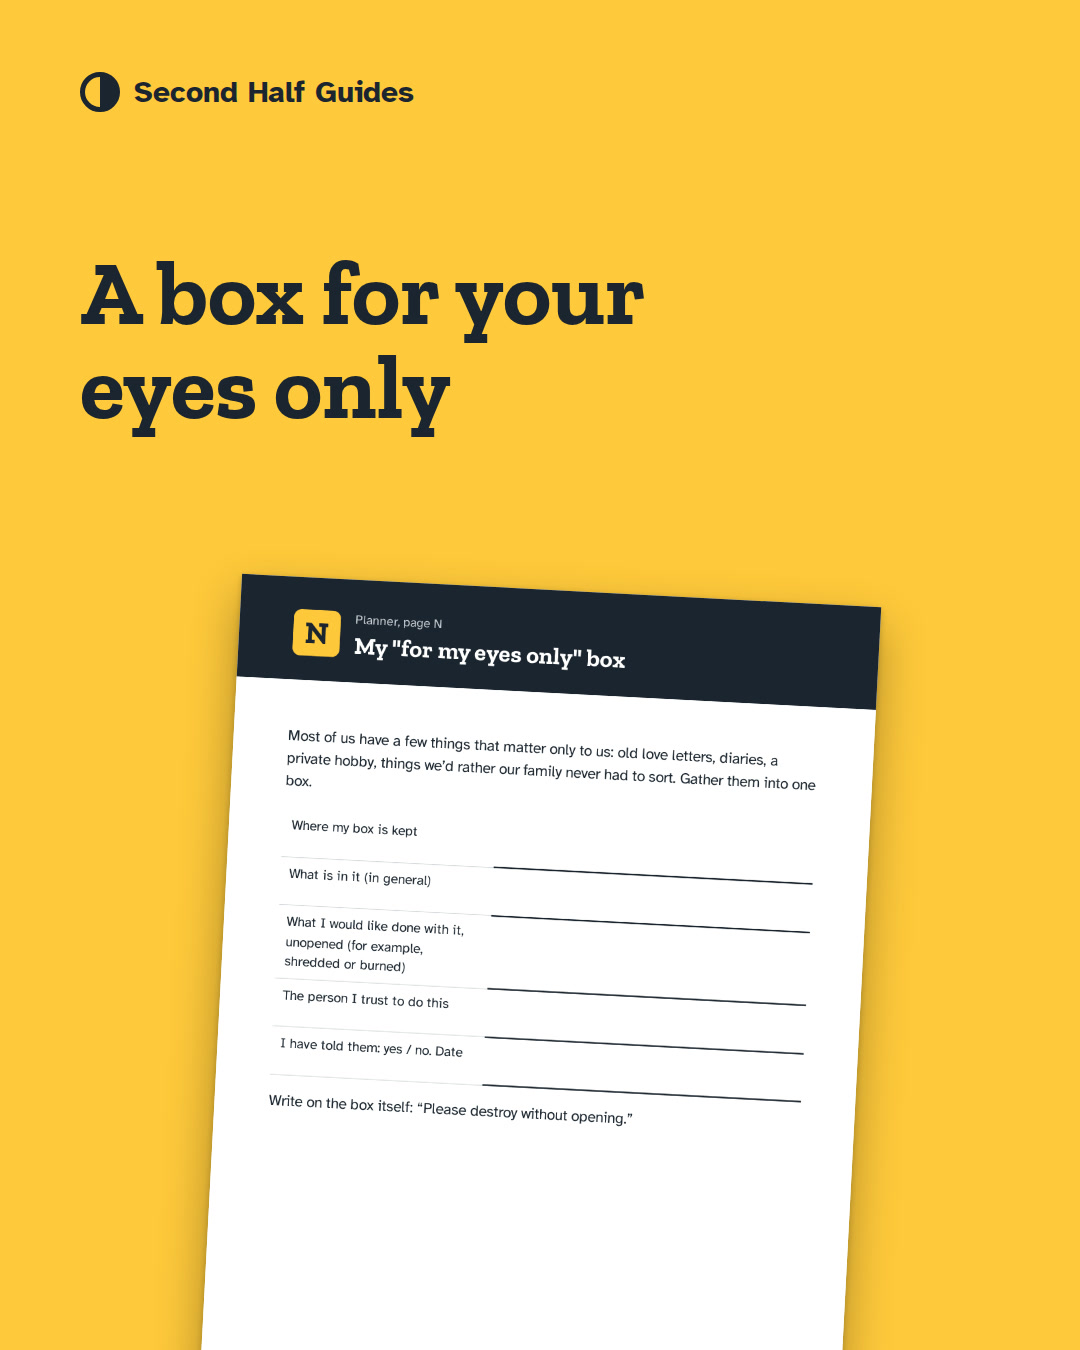 Second Half Guides
A box for your
eyes only
N
Planner, page N
My "for my eyes only" box
Most of us have a few things that matter only to us: old love letters, diaries, a
private hobby, things we’d rather our family never had to sort. Gather them into one
box.
Where my box is kept
What is in it (in general)
What I would like done with it,
unopened (for example,
shredded or burned)
The person I trust to do this
I have told them: yes / no. Date
Write on the box itself: “Please destroy without opening.”